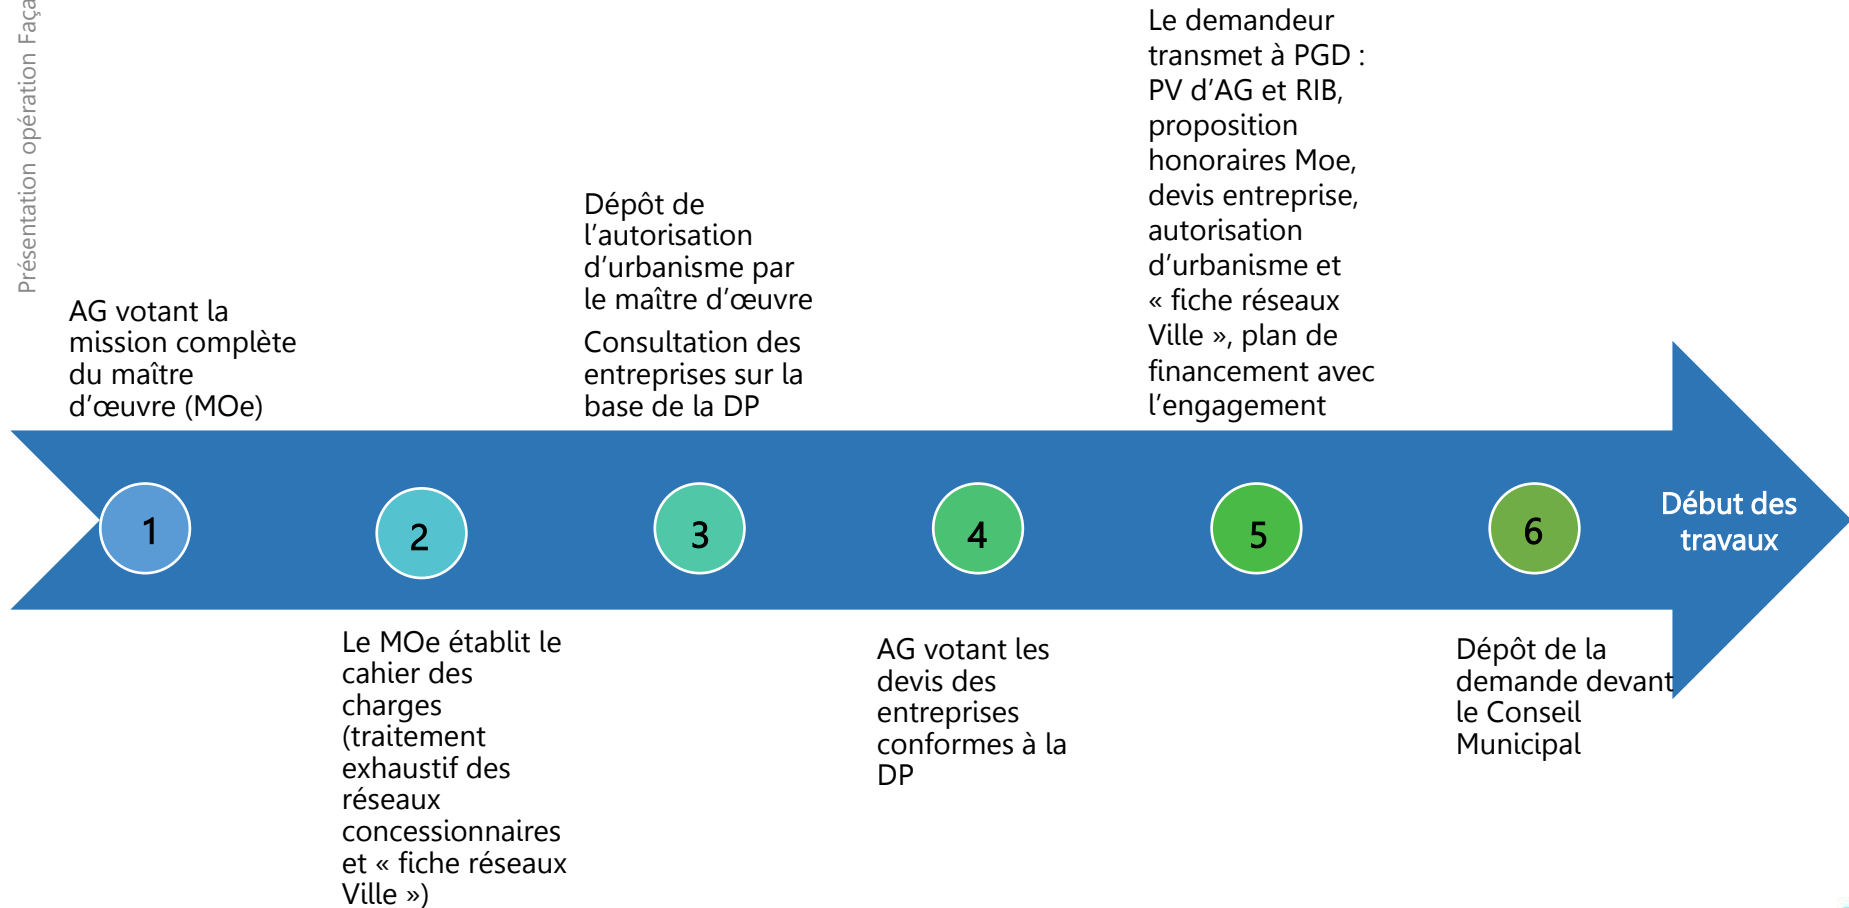 Présentation opération Faça
AG votant la
mission complète
du maître
d’œuvre (MOe)
Dépôt de
l’autorisation
d’urbanisme par
le maître d’œuvre
Consultation des
entreprises sur la
base de la DP
Le demandeur
transmet à PGD :
PV d’AG et RIB,
proposition
honoraires Moe,
devis entreprise,
autorisation
d’urbanisme et
« fiche réseaux
Ville », plan de
financement avec
l’engagement
1
2
3
4
5
6
Début des
travaux
Le MOe établit le
cahier des
charges
(traitement
exhaustif des
réseaux
concessionnaires
et « fiche réseaux
Ville »)
AG votant les
devis des
entreprises
conformes à la
DP
Dépôt de la
demande devant
le Conseil
Municipal